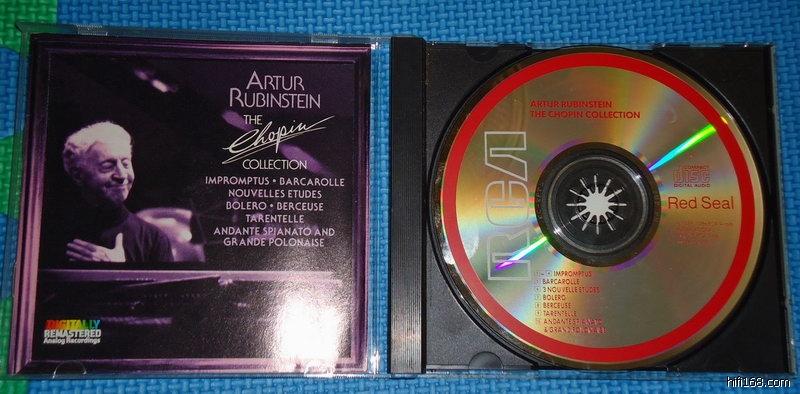 ARTUR
RUBINSTEIN
THE
Chopin
COLLECTION
IMPROMPTUS • BARCAROLLE
NOUVELLES ETUDES
BOLERO • BERCEUSE
TARENTELLE
ANDANTE SPIANATO AND
GRANDE POLONAISE
DIGITALLY
REMASTERED
Analog Recordings
ARTUR RUBINSTEIN
THE CHOPIN COLLECTION
RCA
COMPACT
disc
DIGITAL AUDIO
Red Seal
IMPROMPTUS
BARCAROLLE
3 NOUVELLE ETUDES
BOLERO
BERCEUSE
TARENTELLE
hifi168.com